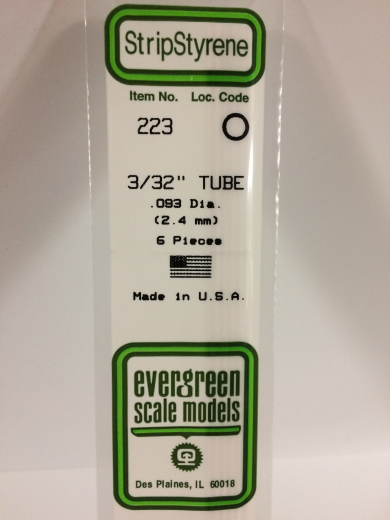 StripStyrene
Item No. Loc. Code
223
3/32" TUBE
.093 Dia.
(2.4 mm)
6 Pieces
Made in U.S.A.
evergreen
scale models
Des Plaines, IL 60018